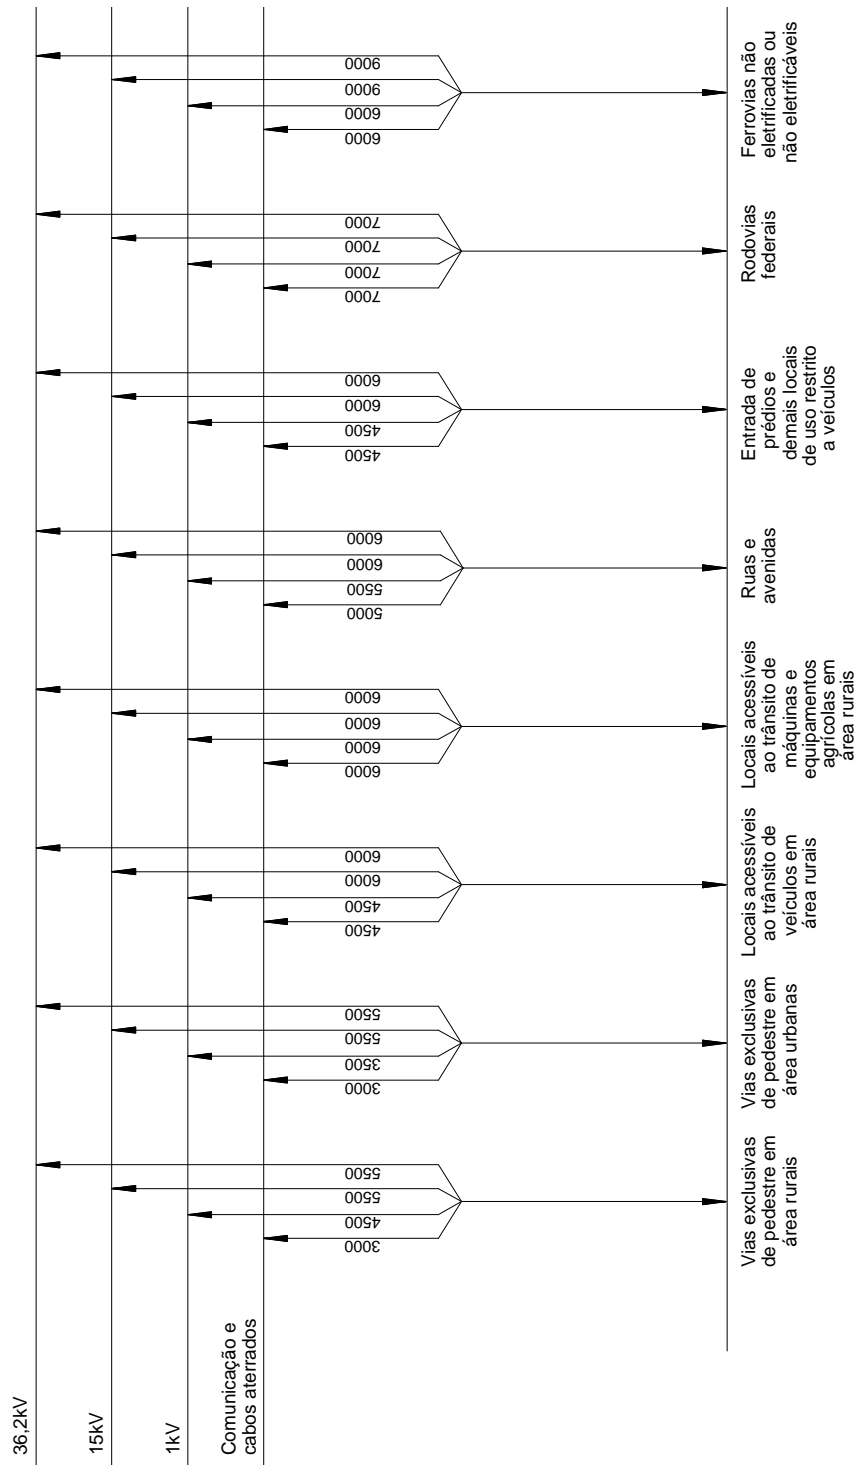 36,2kV
15kV
1kV
Comunicação e
cabos aterrados
5500
5500
4500
3000
Vias exclusivas
de pedestre em
área rurais
5500
5500
3500
3000
Vias exclusivas
de pedestre em
área urbanas
6000
6000
4500
4500
Locais acessíveis
ao trânsito de
veículos em
área rurais
6000
6000
6000
6000
Locais acessíveis
ao trânsito de
máquinas e
equipamentos
agrícolas em
área rurais
6000
6000
5500
5000
Ruas e
avenidas
6000
6000
4500
4500
Entrada de
prédios e
demais locais
de uso restrito
a veículos
7000
7000
7000
7000
Rodovias
federais
9000
9000
6000
6000
Ferrovias não
eletrificadas ou
não eletrificáveis